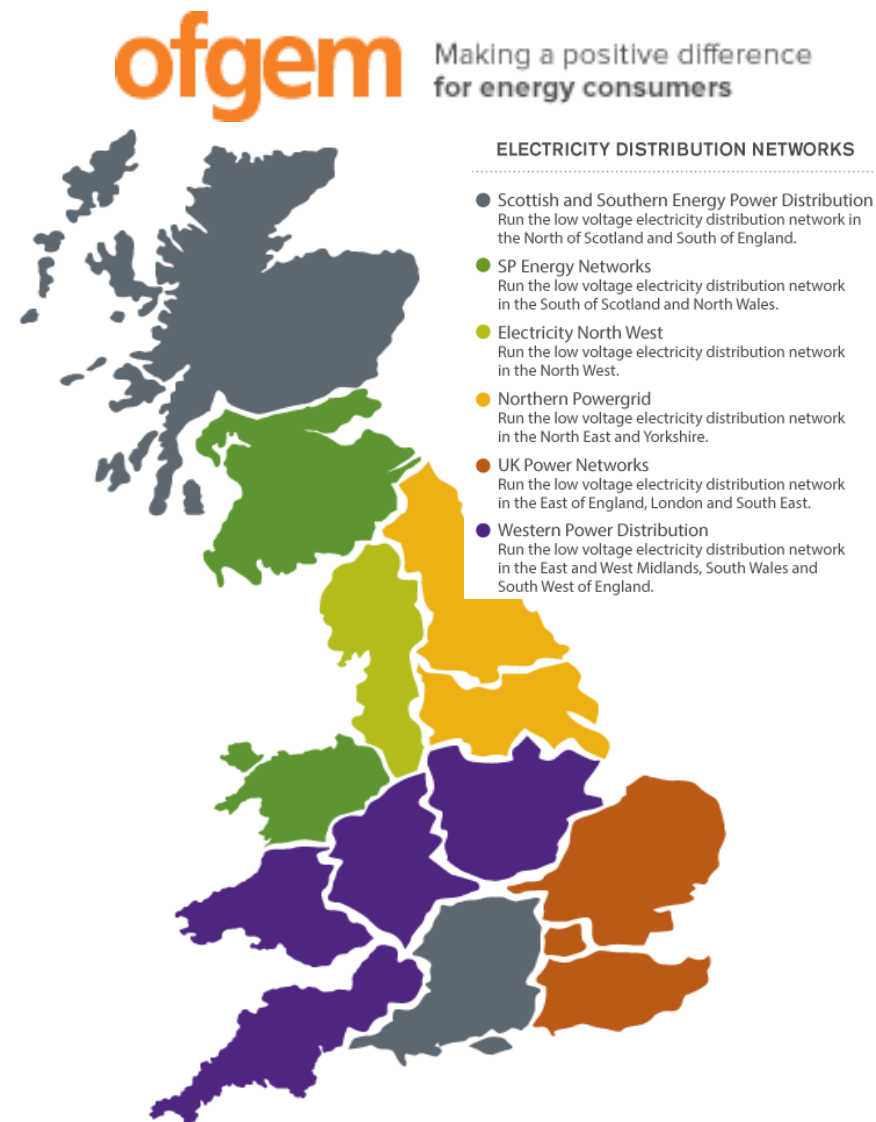 ofgem
Making a positive difference
for energy consumers
ELECTRICITY DISTRIBUTION NETWORKS
Scottish and Southern Energy Power Distribution
Run the low voltage electricity distribution network in
the North of Scotland and South of England.
SP Energy Networks
Run the low voltage electricity distribution network
in the South of Scotland and North Wales.
Electricity North West
Run the low voltage electricity distribution network
in the North West.
Northern Powergrid
Run the low voltage electricity distribution network
in the North East and Yorkshire.
UK Power Networks
Run the low voltage electricity distribution network
in the East of England, London and South East.
Western Power Distribution
Run the low voltage electricity distribution network
in the East and West Midlands, South Wales and
South West of England.